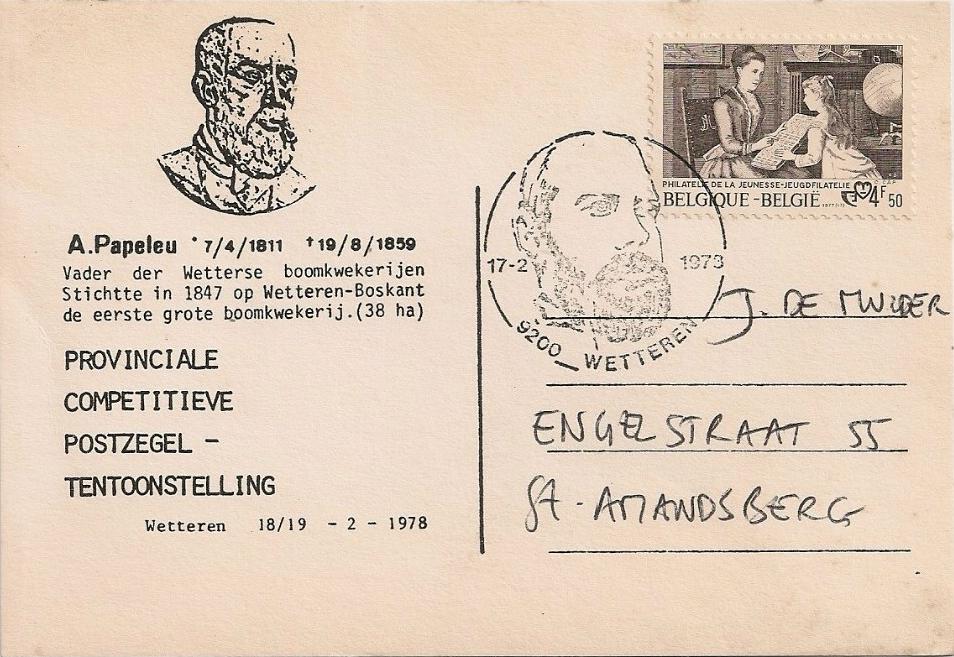 A.Papeleu *7/4/1811 †19/8/1859
Vader der Wetterse boomkwekerijen
Stichtte in 1847 op Wetteren-Boskant
de eerste grote boomkwekerij.(38 ha)
PROVINCIALE
COMPETITIEVE
POSTZEGEL -
TENTOONSTELLING
Wetteren 18/19 - 2 - 1978
PHILATELIE DE LA JEUNESSE-JEUGDFILATELIE
BELGIQUE-BELGIË 4F50
17-2 1978
9200 WETTEREN
J. DE MULDER
ENGELSTRAAT 55
St-AMANDSBERG